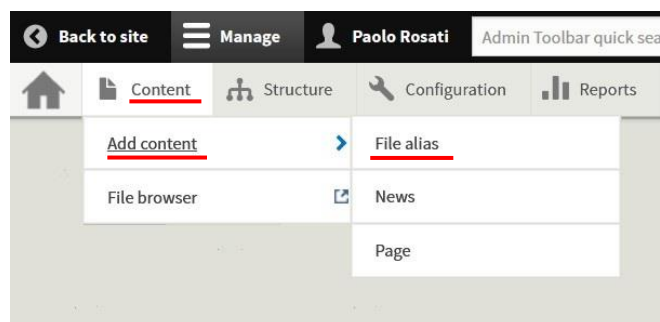 Back to site Manage Paolo Rosati Admin Toolbar quick sea
Content Structure Configuration Reports
Add content File alias
File browser News
Page